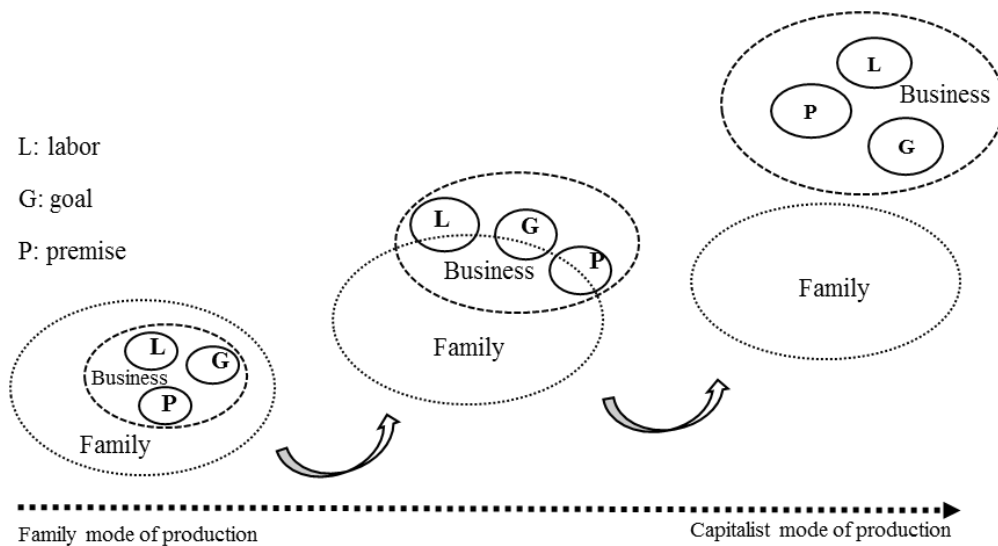 L: labor
G: goal
P: premise
L
G
Business
P
Family
L
G
P
Business
Family
L
Business
P
G
Family
Family mode of production
Capitalist mode of production